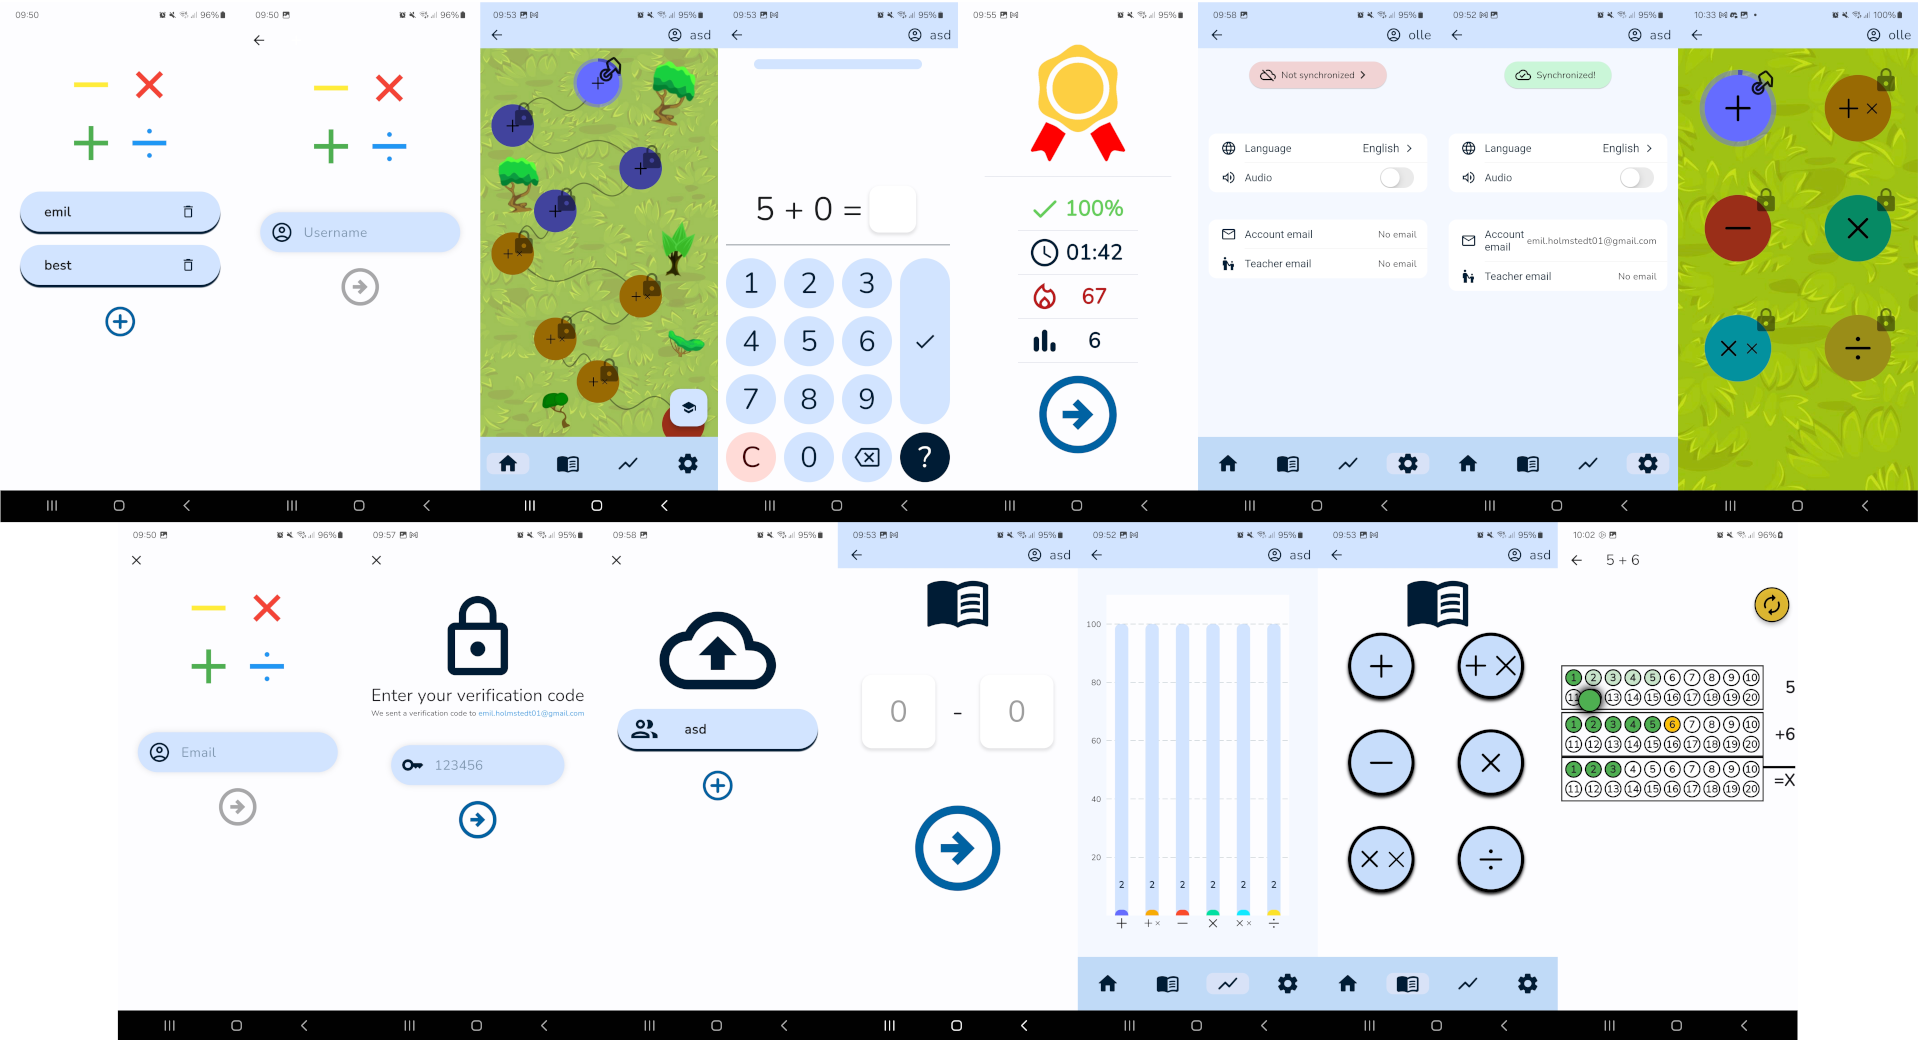 09:50 96%
emil
best
09:50 96%
Username
09:53 95%
asd
+
+
+
+
+ ×
+ ×
+ ×
+ ×
09:53 95%
asd
5 + 0 =
1 2 3
4 5 6
7 8 9
C 0 ?
09:55 95%
100%
01:42
67
6
09:58 95%
olle
Not synchronized
Language English
Audio
Account email No email
Teacher email No email
09:52 95%
asd
Synchronized!
Language English
Audio
Account email emil.holmstedt01@gmail.com
Teacher email No email
10:33 100%
olle
+ + ×
− ×
× × ÷
09:50 96%
Email
09:57 95%
Enter your verification code
We sent a verification code to emil.holmstedt01@gmail.com
123456
09:58 95%
asd
09:53 95%
asd
0 - 0
09:52 95%
asd
100
80
60
40
20
2 2 2 2 2 2
+ + × − × × × ÷
09:53 95%
asd
+ + ×
− ×
× × ÷
10:02 96%
5 + 6
1 2 3 4 5 6 7 8 9 10
11 13 14 15 16 17 18 19 20
5
1 2 3 4 5 6 7 8 9 10
11 12 13 14 15 16 17 18 19 20
+6
1 2 3 4 5 6 7 8 9 10
11 12 13 14 15 16 17 18 19 20
=X